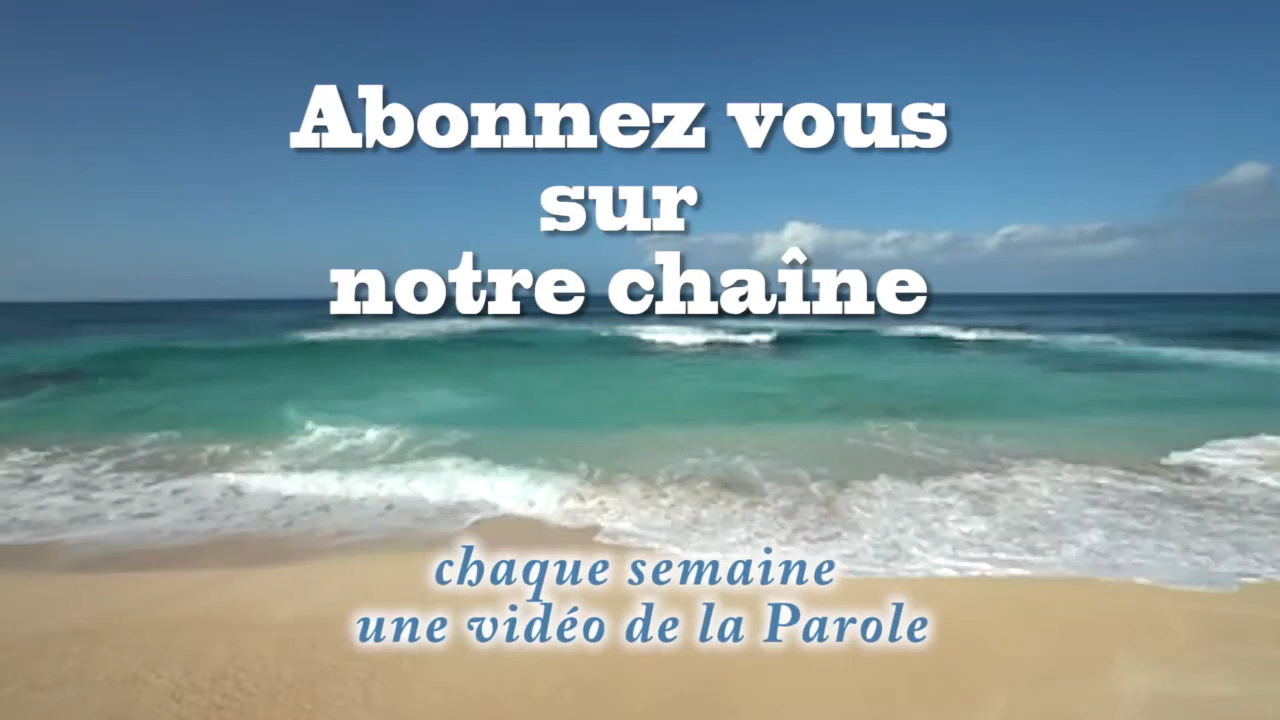 Abonnez vous
sur
notre chaîne
chaque semaine
une vidéo de la Parole